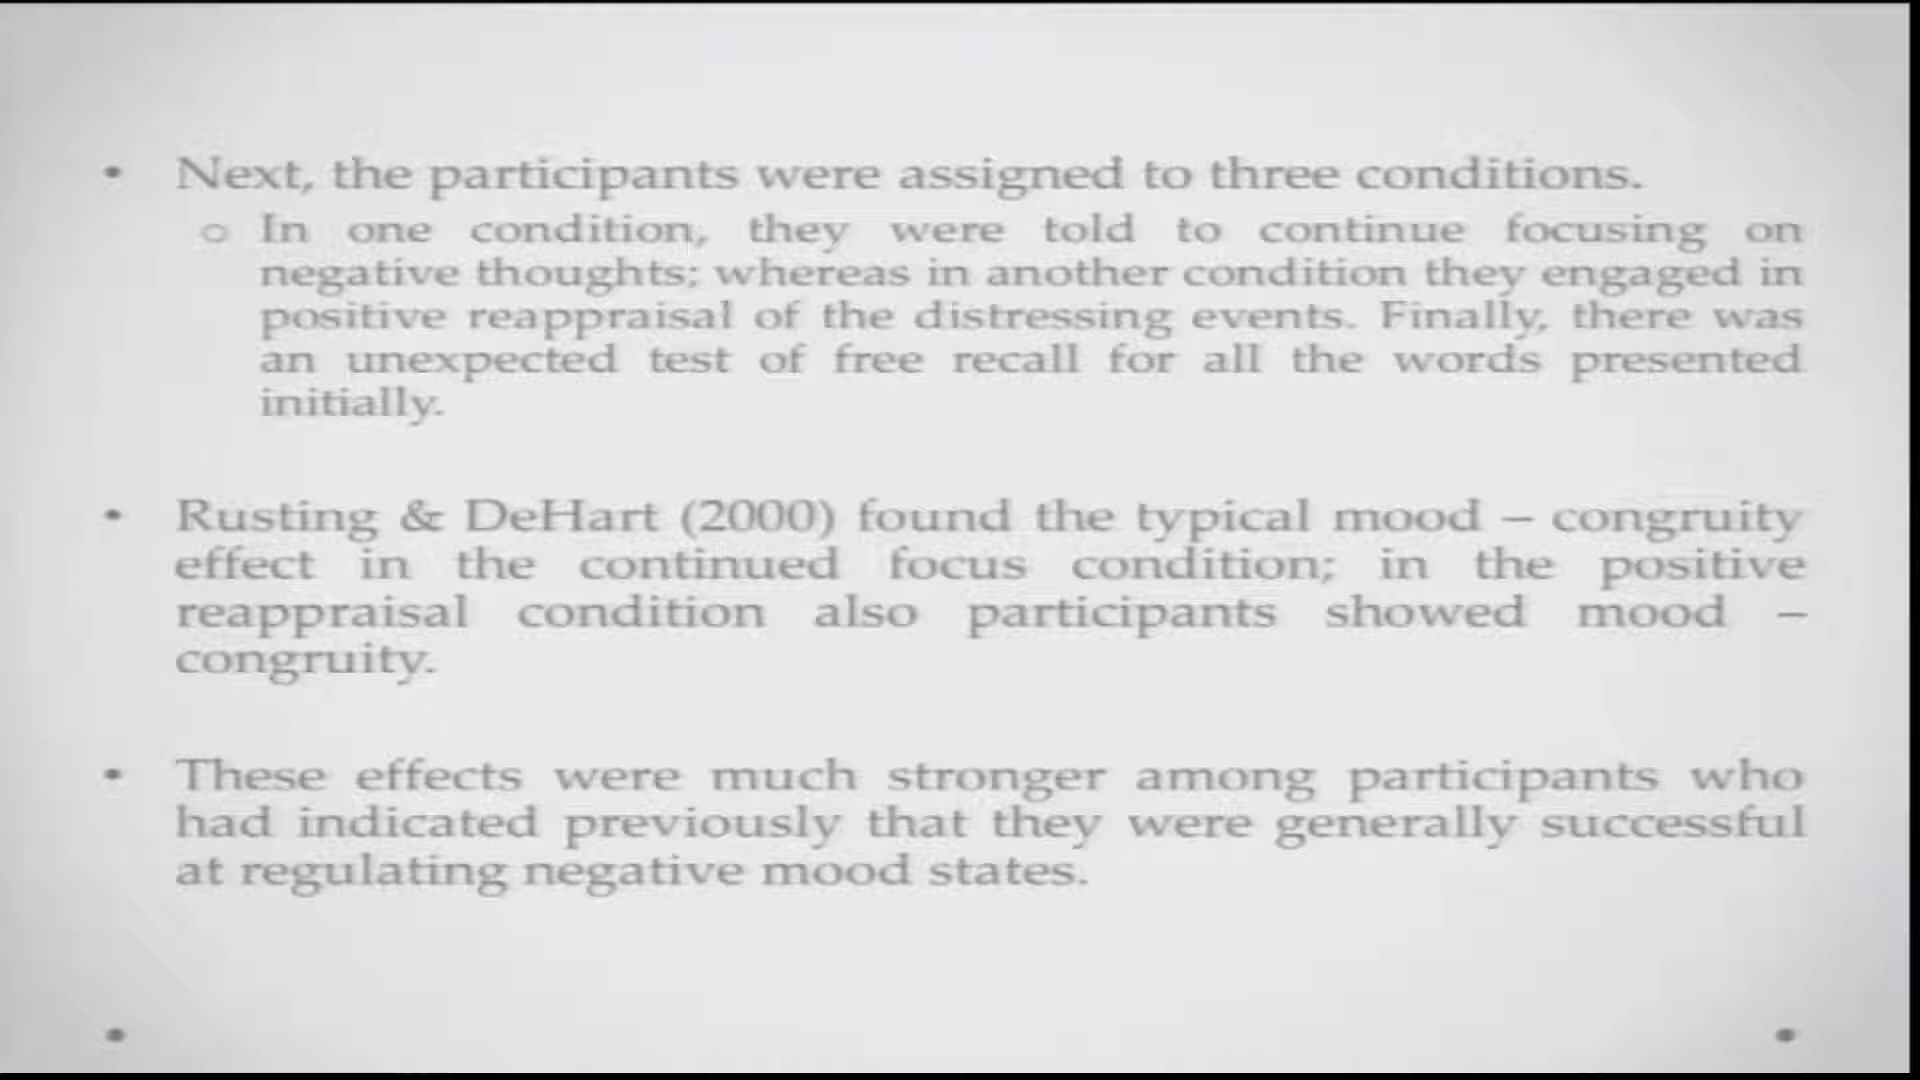 • Next, the participants were assigned to three conditions.
o In one condition, they were told to continue focusing on
negative thoughts; whereas in another condition they engaged in
positive reappraisal of the distressing events. Finally, there was
an unexpected test of free recall for all the words presented
initially.
• Rusting & DeHart (2000) found the typical mood – congruity
effect in the continued focus condition; in the positive
reappraisal condition also participants showed mood –
congruity.
• These effects were much stronger among participants who
had indicated previously that they were generally successful
at regulating negative mood states.